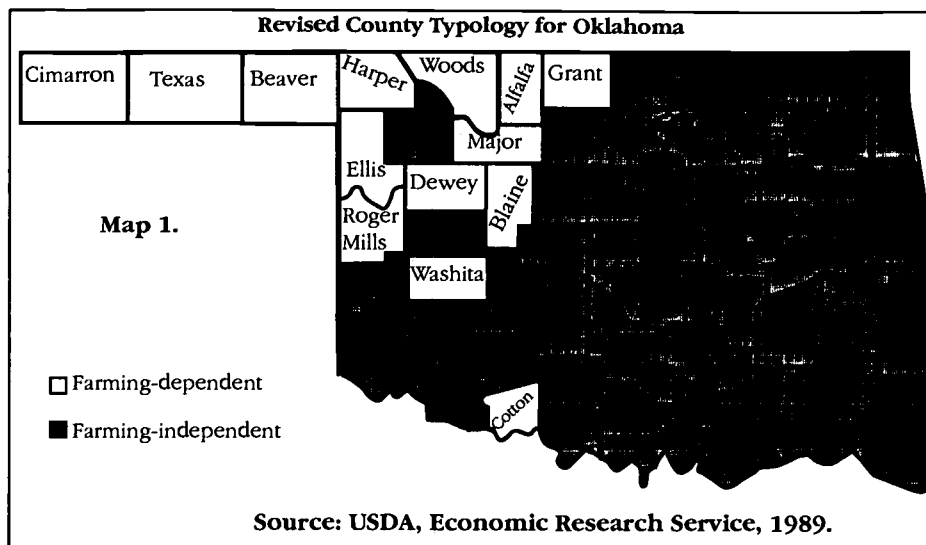 Revised County Typology for Oklahoma
Cimarron
Texas
Beaver
Harper
Woods
Alfalfa
Grant
Major
Ellis
Dewey
Blaine
Roger
Mills
Washita
Map 1.
Farming-dependent
Farming-independent
Cotton
Source: USDA, Economic Research Service, 1989.